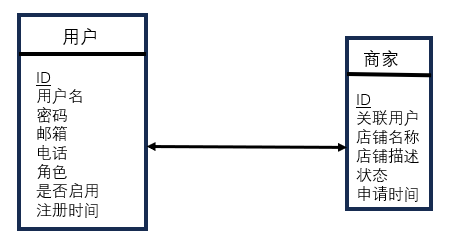 用户
ID
用户名
密码
邮箱
电话
角色
是否启用
注册时间
商家
ID
关联用户
店铺名称
店铺描述
状态
申请时间